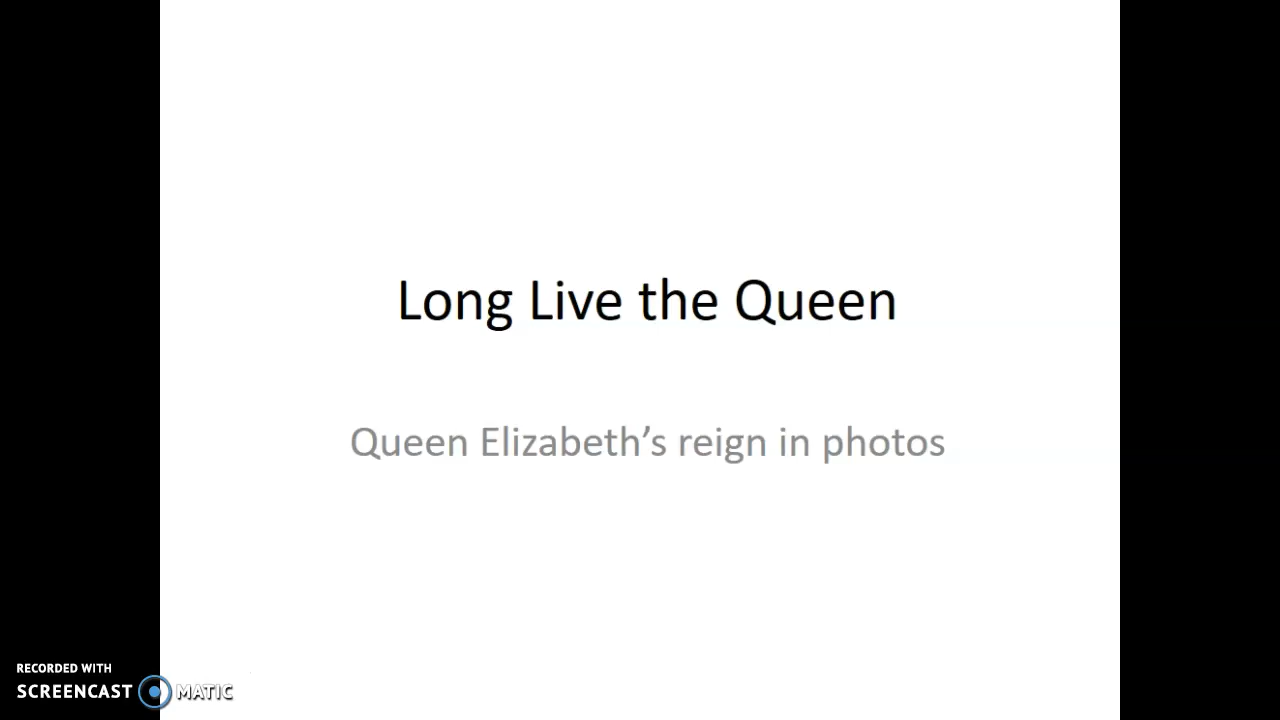 Long Live the Queen
Queen Elizabeth’s reign in photos
RECORDED WITH
SCREENCAST MATIC